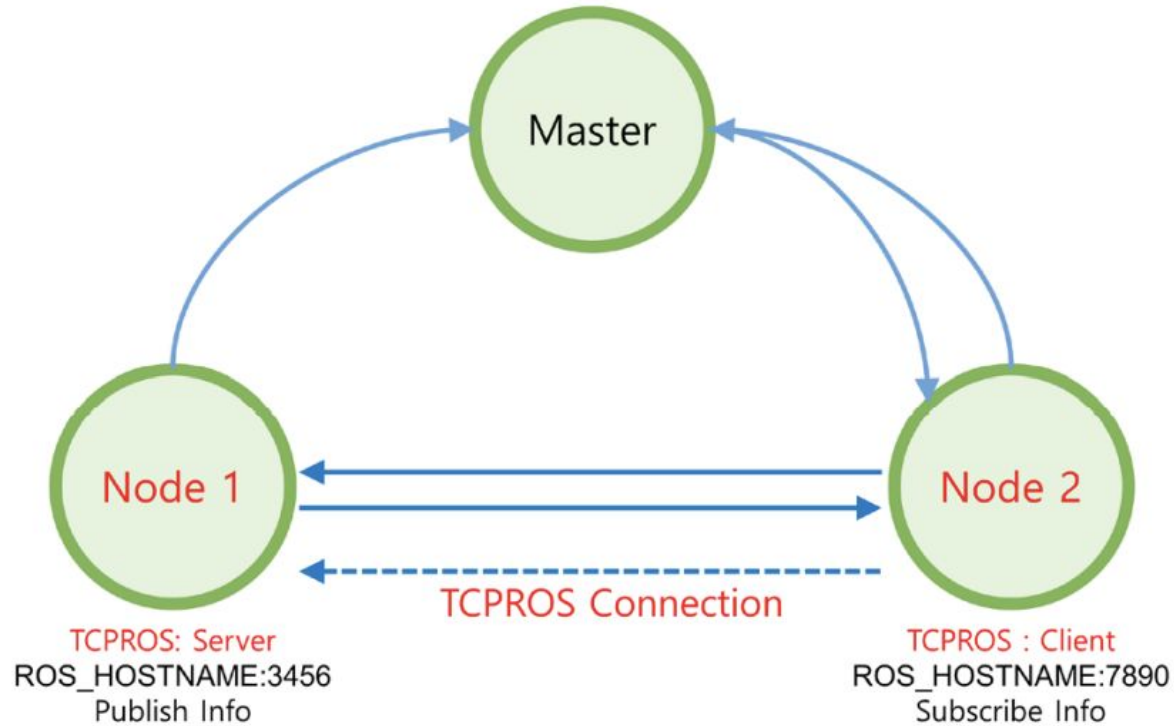 Master
Node 1
Node 2
TCPROS Connection
TCPROS: Server
ROS_HOSTNAME:3456
Publish Info
TCPROS : Client
ROS_HOSTNAME:7890
Subscribe Info